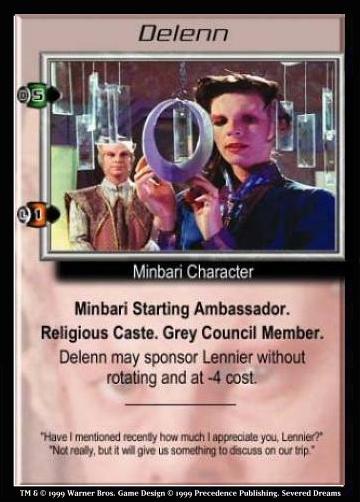 Delenn
D5
L1
Minbari Character
Minbari Starting Ambassador.
Religious Caste. Grey Council Member.
Delenn may sponsor Lennier without
rotating and at -4 cost.
"Have I mentioned recently how much I appreciate you, Lennier?"
"Not really, but it will give us something to discuss on our trip."
TM & © 1999 Warner Bros. Game Design © 1999 Precedence Publishing. Severed Dreams